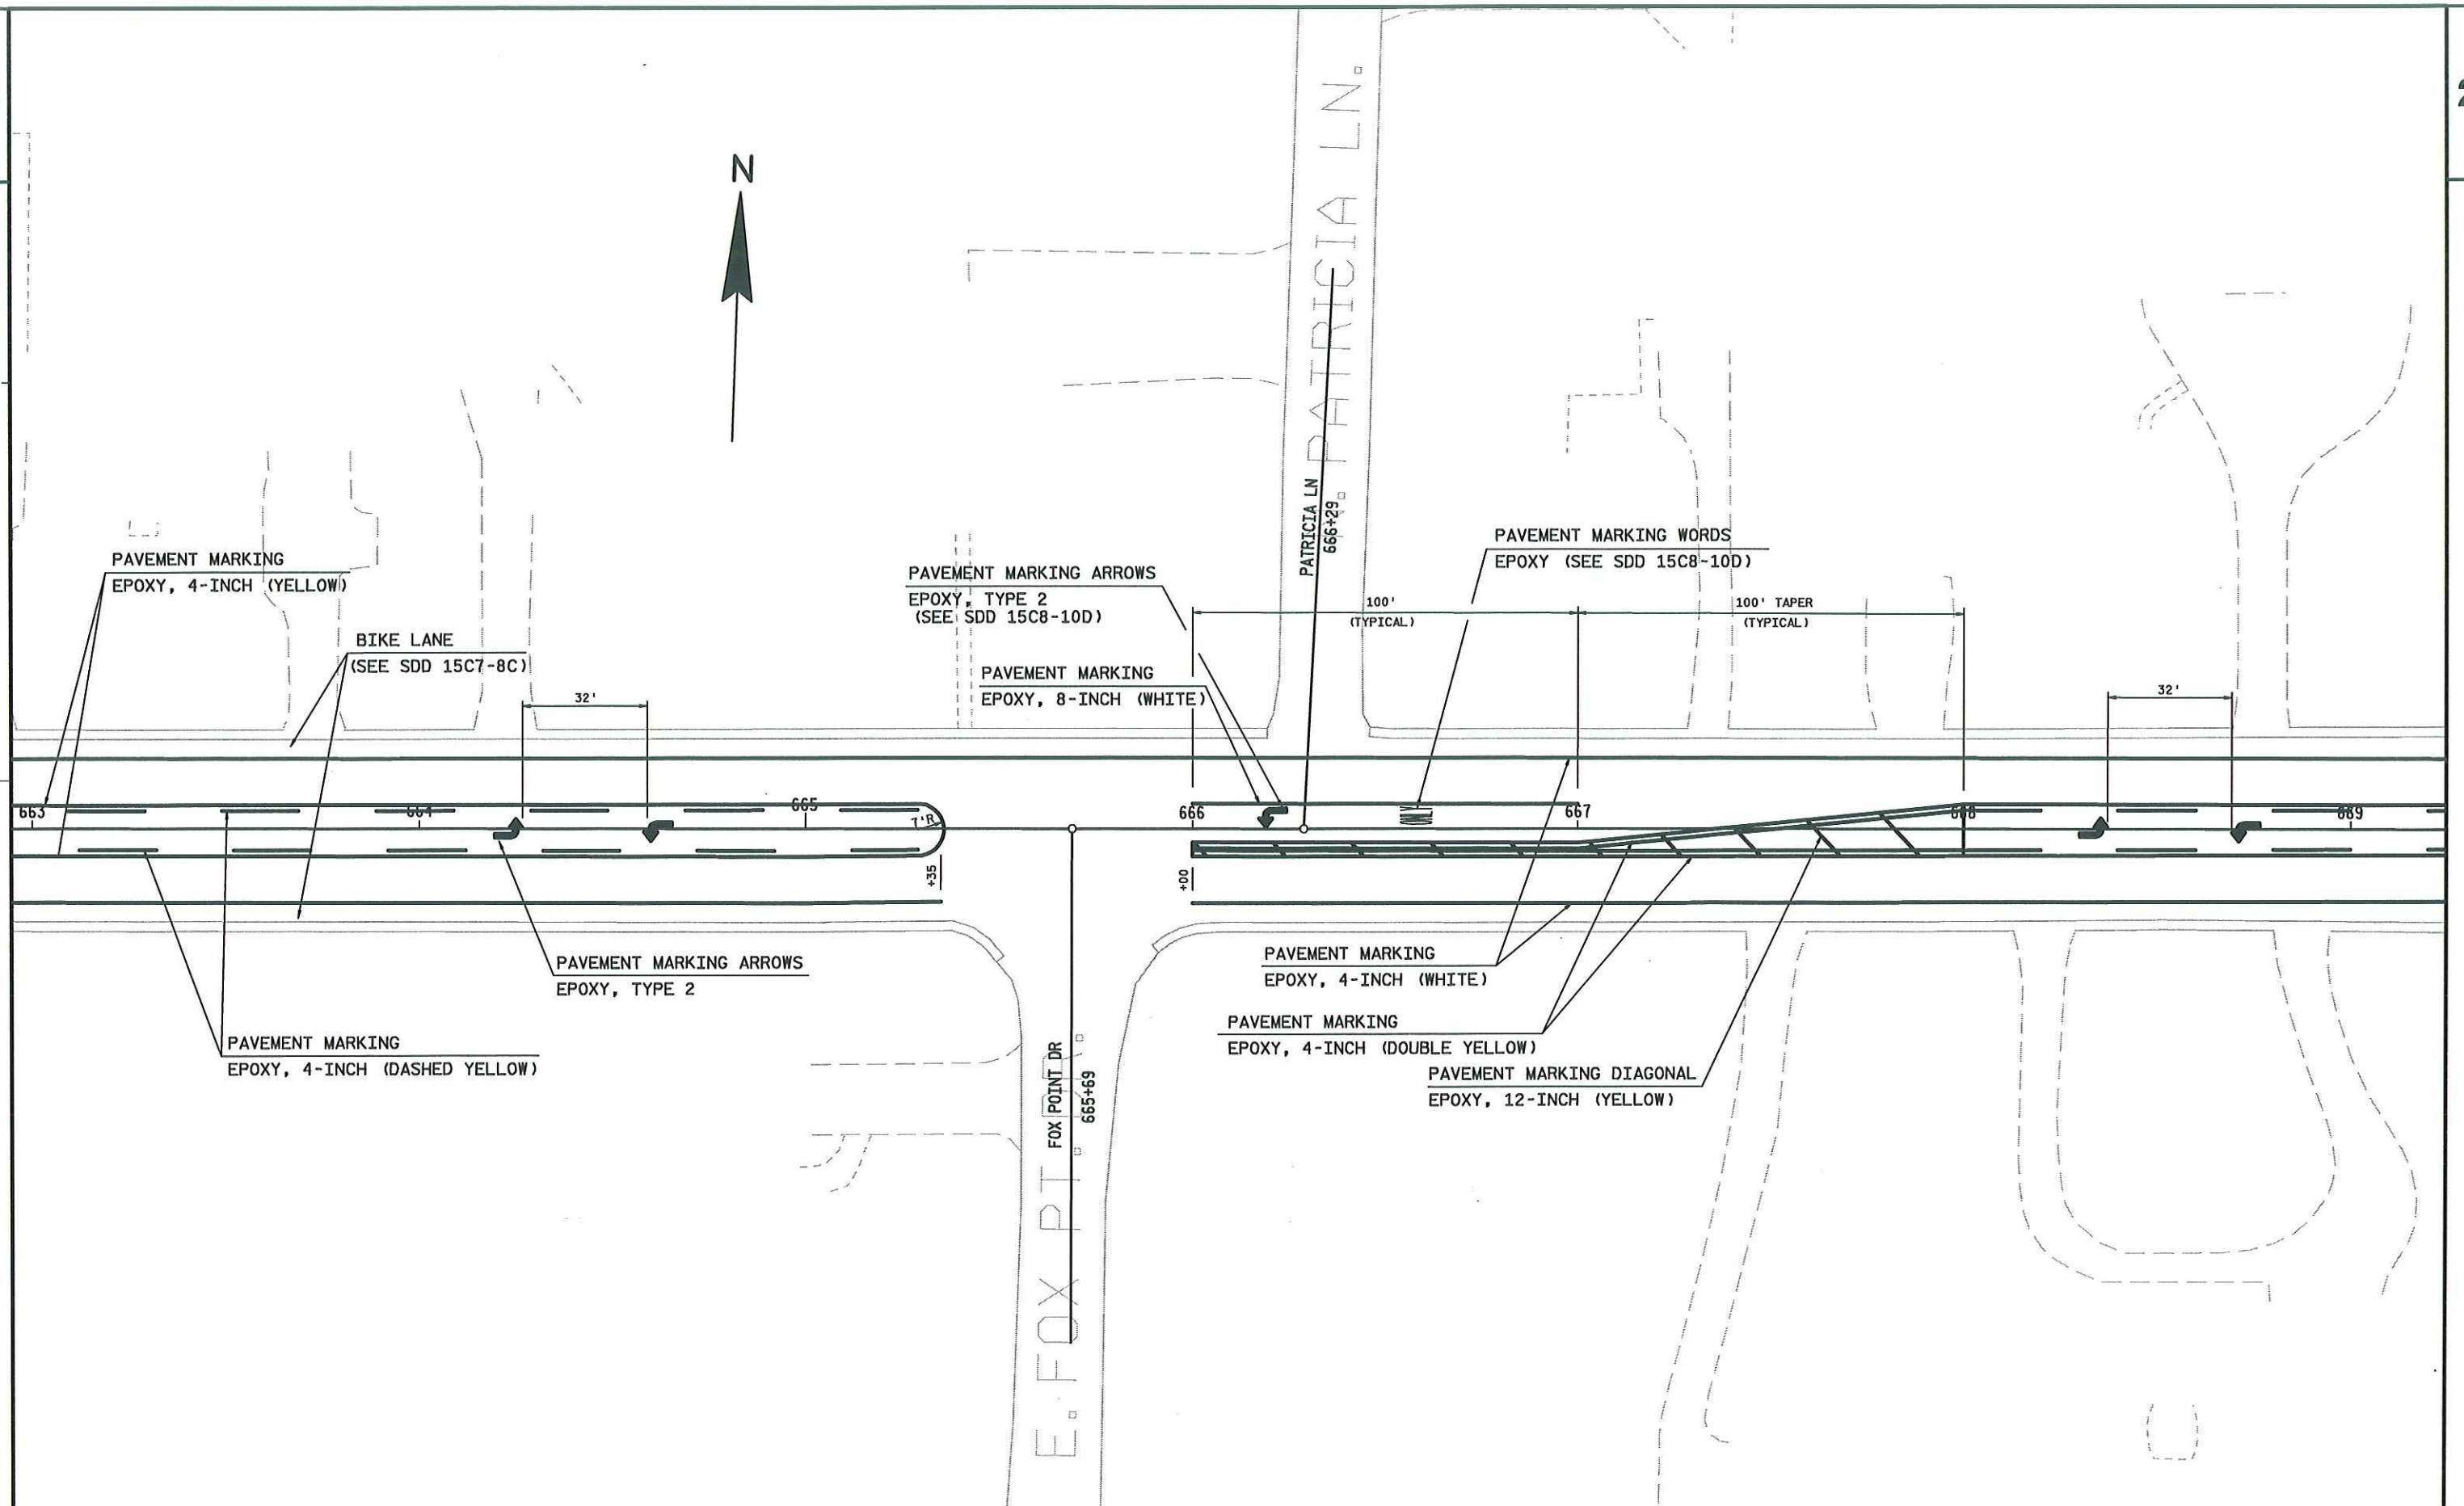 2
N
N. PATRICIA LN.
PATRICIA LN
666+29
PAVEMENT MARKING
EPOXY, 4-INCH (YELLOW)
BIKE LANE
(SEE SDD 15C7-8C)
32'
PAVEMENT MARKING ARROWS
EPOXY, TYPE 2
(SEE SDD 15C8-10D)
PAVEMENT MARKING
EPOXY, 8-INCH (WHITE)
PAVEMENT MARKING WORDS
EPOXY (SEE SDD 15C8-10D)
100'
(TYPICAL)
100' TAPER
(TYPICAL)
32'
663
664
665
7'R
666
ONLY
667
668
669
+35
+00
PAVEMENT MARKING ARROWS
EPOXY, TYPE 2
PAVEMENT MARKING
EPOXY, 4-INCH (DASHED YELLOW)
PAVEMENT MARKING
EPOXY, 4-INCH (WHITE)
PAVEMENT MARKING
EPOXY, 4-INCH (DOUBLE YELLOW)
PAVEMENT MARKING DIAGONAL
EPOXY, 12-INCH (YELLOW)
FOX POINT DR
665+69
E. FOX PT. DR.